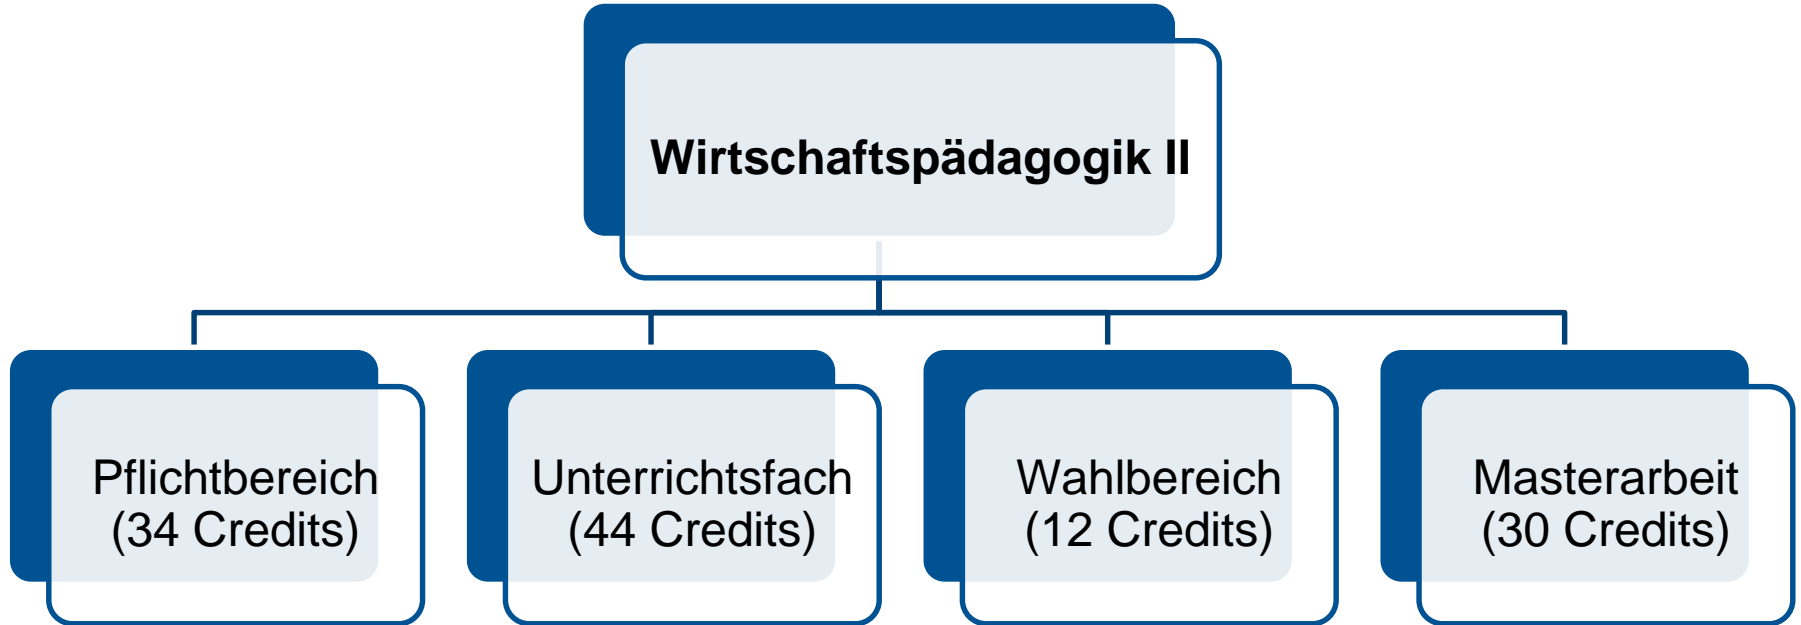 Wirtschaftspädagogik II
Pflichtbereich
(34 Credits)
Unterrichtsfach
(44 Credits)
Wahlbereich
(12 Credits)
Masterarbeit
(30 Credits)